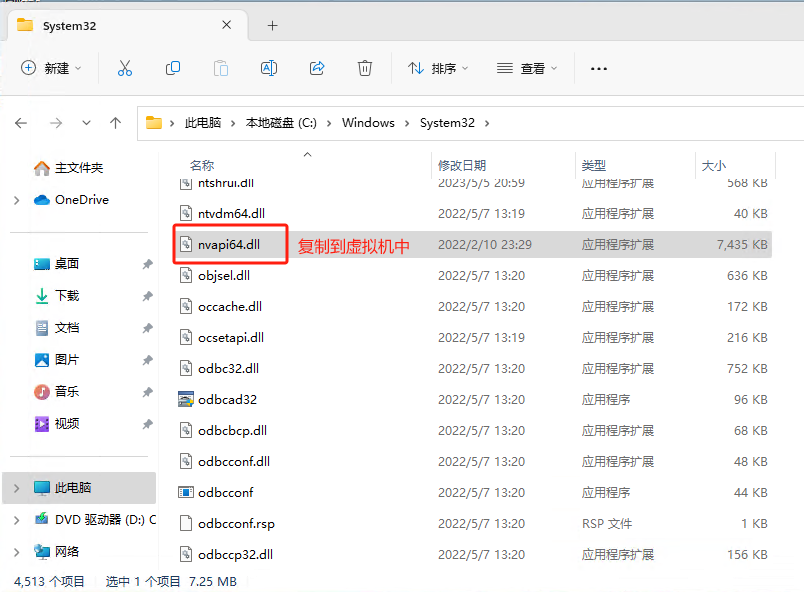 System32
新建
排序
查看
此电脑 > 本地磁盘 (C:) > Windows > System32 >
名称 修改日期 类型 大小
主文件夹
OneDrive
桌面
下载
文档
图片
音乐
视频
此电脑
DVD 驱动器 (D:) C
网络
ntshrui.dll 2023/5/5 20:59 应用程序扩展 568 KB
ntvdm64.dll 2022/5/7 13:19 应用程序扩展 40 KB
nvapi64.dll 复制到虚拟机中 2022/2/10 23:29 应用程序扩展 7,435 KB
objsel.dll 2022/5/7 13:20 应用程序扩展 636 KB
occache.dll 2022/5/7 13:20 应用程序扩展 172 KB
ocsetapi.dll 2022/5/7 13:19 应用程序扩展 216 KB
odbc32.dll 2022/5/7 13:20 应用程序扩展 752 KB
odbcad32 2022/5/7 13:20 应用程序 96 KB
odbcbcp.dll 2022/5/7 13:20 应用程序扩展 68 KB
odbcconf.dll 2022/5/7 13:20 应用程序扩展 48 KB
odbcconf 2022/5/7 13:20 应用程序 44 KB
odbcconf.rsp 2022/5/7 13:20 RSP 文件 1 KB
odbccp32.dll 2022/5/7 13:20 应用程序扩展 156 KB
4,513 个项目 选中 1 个项目 7.25 MB